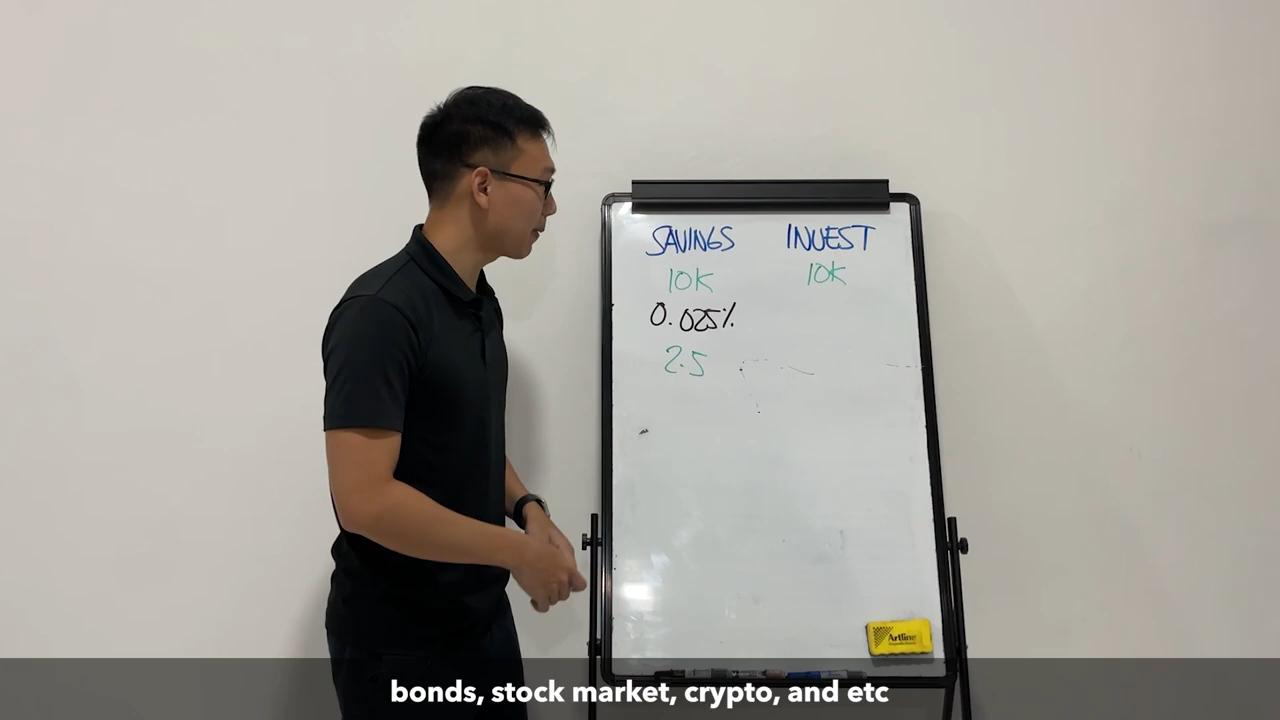 SAVINGS INVEST
10K 10K
0.025%
2.5
Artline
bonds, stock market, crypto, and etc